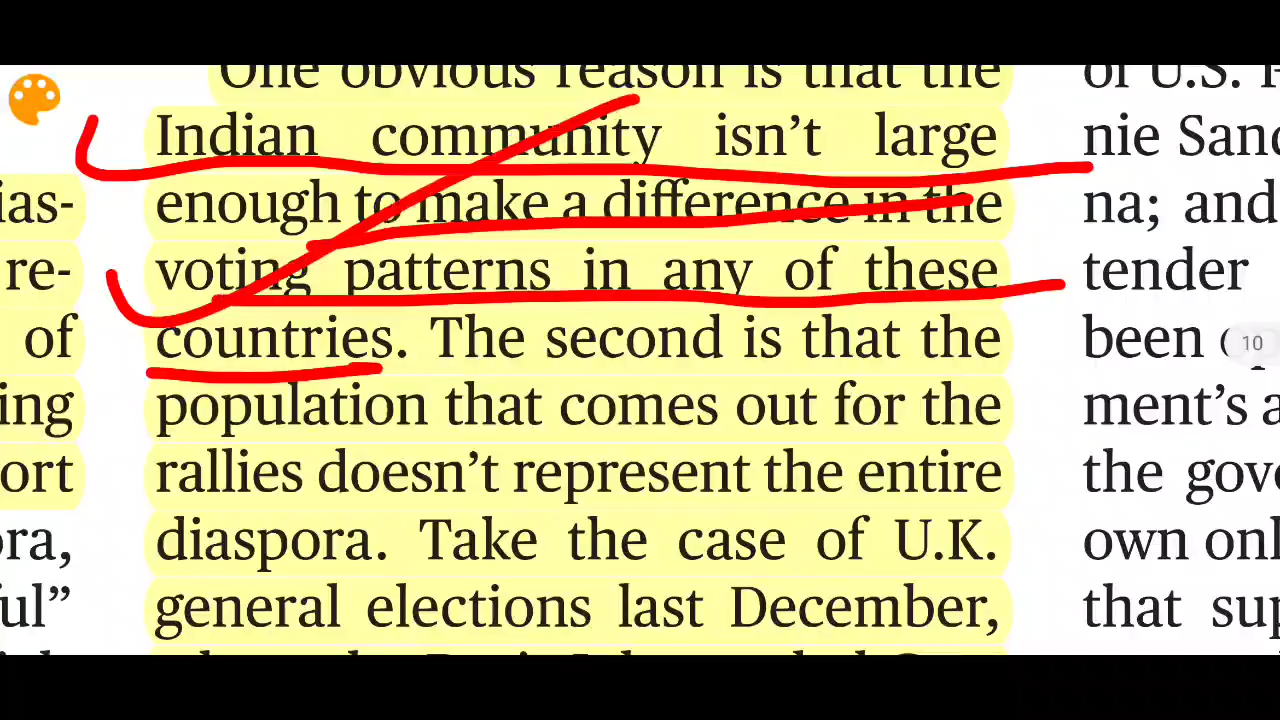 ias-
re-
of
ing
ort
ora,
ful”
One obvious reason is that the
Indian community isn’t large
enough to make a difference in the
voting patterns in any of these
countries. The second is that the
population that comes out for the
rallies doesn’t represent the entire
diaspora. Take the case of U.K.
general elections last December,
of U.S.
nie Sand
na; and
tender
been
ment’s a
the gove
own onl
that sup
10